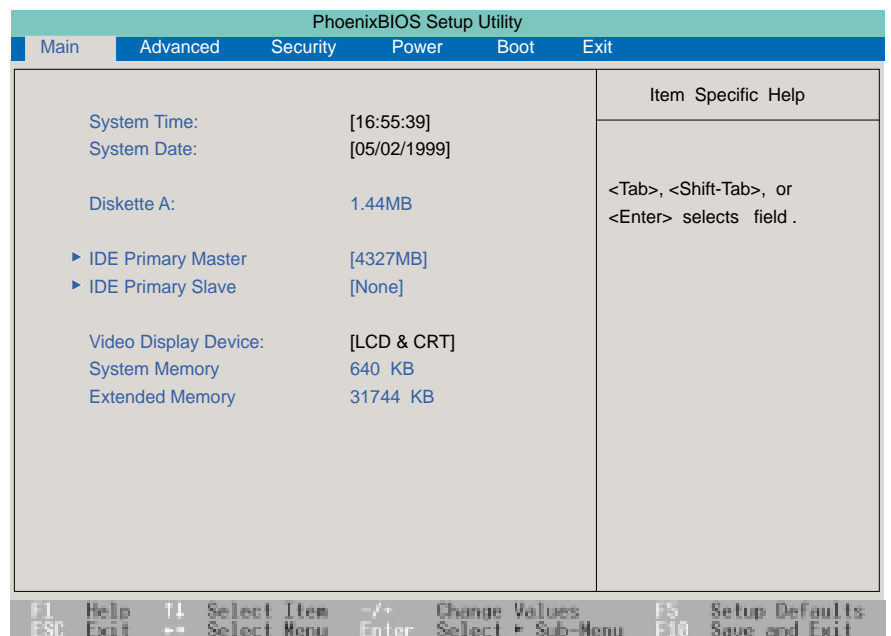 PhoenixBIOS Setup Utility
Main Advanced Security Power Boot Exit
Item Specific Help
System Time: [16:55:39]
System Date: [05/02/1999]
<Tab>, <Shift-Tab>, or
<Enter> selects field .
Diskette A: 1.44MB
IDE Primary Master [4327MB]
IDE Primary Slave [None]
Video Display Device: [LCD & CRT]
System Memory 640 KB
Extended Memory 31744 KB
F1 Help ↑↓ Select Item -/+ Change Values F5 Setup Defaults
ESC Exit ←→ Select Menu Enter Select ► Sub-Menu F10 Save and Exit